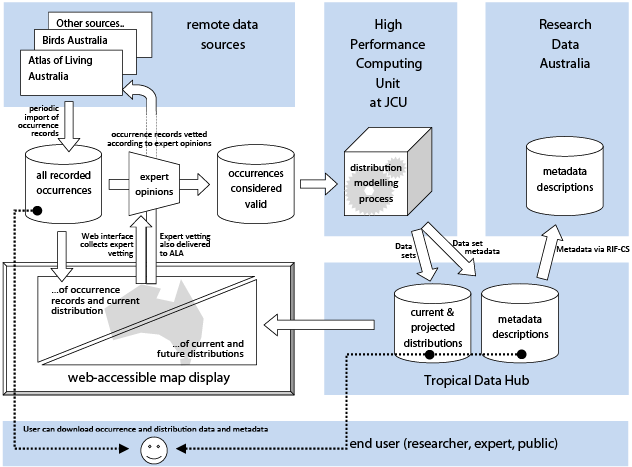 Other sources..
Birds Australia
Atlas of Living
Australia
remote data
sources
High
Performance
Computing
Unit
at JCU
Research
Data
Australia
periodic
import of
occurrence
records
occurrence records vetted
according to expert opinions
all recorded
occurrences
expert
opinions
occurrences
considered
valid
distribution
modelling
process
metadata
descriptions
Web interface
collects expert
vetting
Expert vetting
also delivered
to ALA
Data
sets
Data set
metadata
Metadata via RIF-CS
...of occurrence
records and current
distribution
...of current and
future distributions
web-accessible map display
current &
projected
distributions
metadata
descriptions
Tropical Data Hub
User can download occurrence and distribution data and metadata
end user (researcher, expert, public)